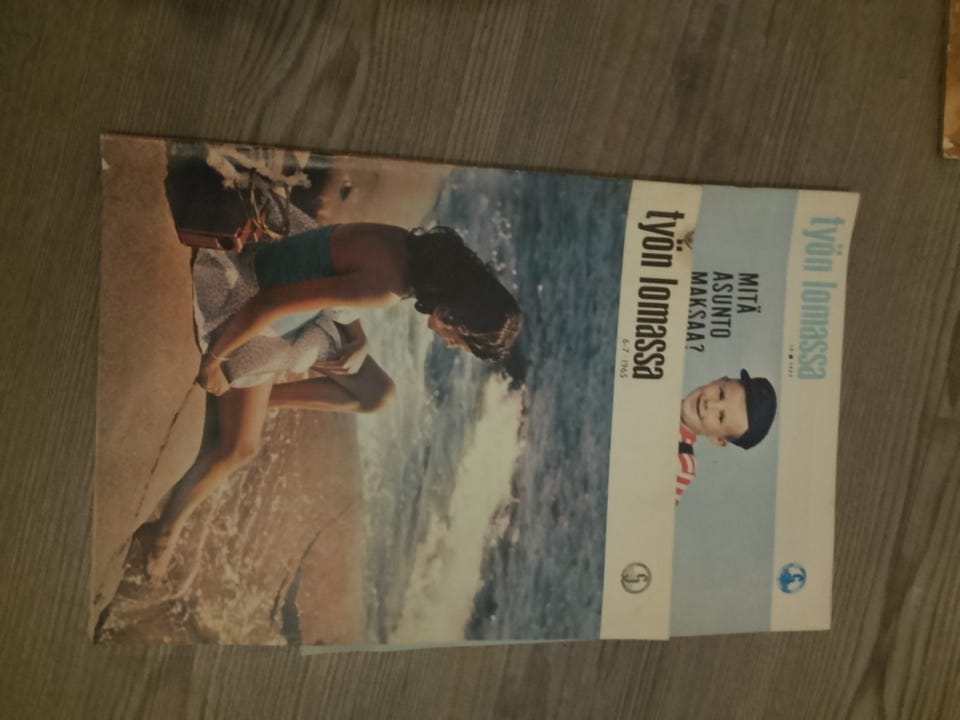 työn lomassa
6-7 1965
työn lomassa
MITÄ
ASUNTO
MAKSAA?